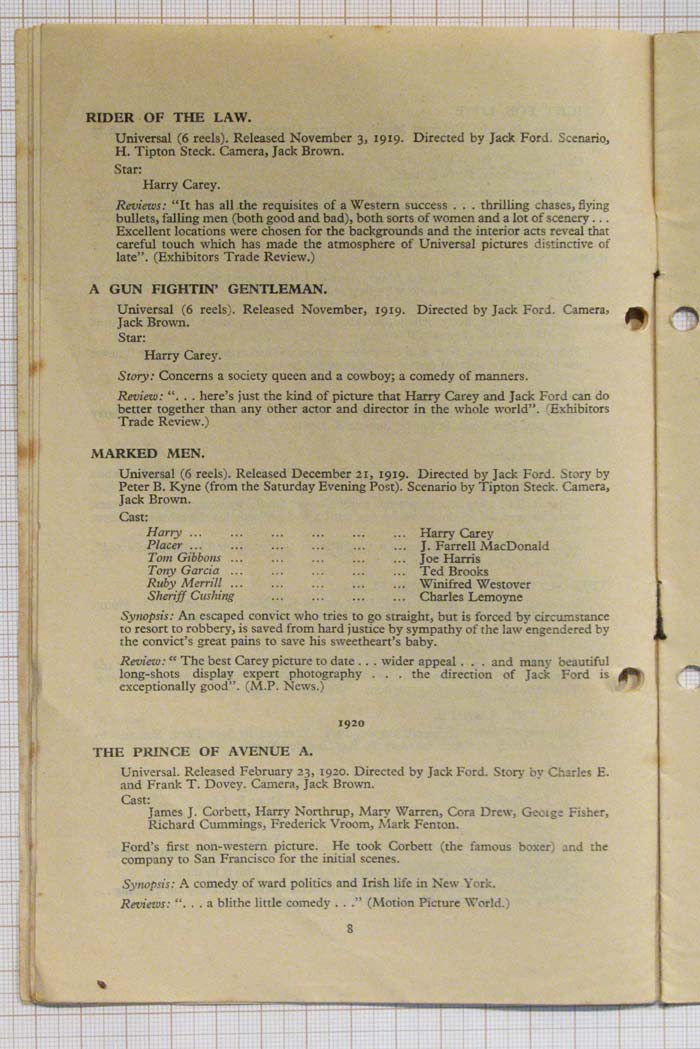 RIDER OF THE LAW.
Universal (6 reels). Released November 3, 1919. Directed by Jack Ford. Scenario,
H. Tipton Steck. Camera, Jack Brown.
Star:
Harry Carey.
Reviews: “It has all the requisites of a Western success . . . thrilling chases, flying
bullets, falling men (both good and bad), both sorts of women and a lot of scenery . . .
Excellent locations were chosen for the backgrounds and the interior acts reveal that
careful touch which has made the atmosphere of Universal pictures distinctive of
late”. (Exhibitors Trade Review.)
A GUN FIGHTIN’ GENTLEMAN.
Universal (6 reels). Released November, 1919. Directed by Jack Ford. Camera,
Jack Brown.
Star:
Harry Carey.
Story: Concerns a society queen and a cowboy; a comedy of manners.
Review: “. . . here’s just the kind of picture that Harry Carey and Jack Ford can do
better together than any other actor and director in the whole world”. (Exhibitors
Trade Review.)
MARKED MEN.
Universal (6 reels). Released December 21, 1919. Directed by Jack Ford. Story by
Peter B. Kyne (from the Saturday Evening Post). Scenario by Tipton Steck. Camera,
Jack Brown.
Cast:
Harry ... ... ... ... ... ... Harry Carey
Placer ... ... ... ... ... ... J. Farrell MacDonald
Tom Gibbons ... ... ... ... ... Joe Harris
Tony Garcia ... ... ... ... ... Ted Brooks
Ruby Merrill ... ... ... ... ... Winifred Westover
Sheriff Cushing ... ... ... ... Charles Lemoyne
Synopsis: An escaped convict who tries to go straight, but is forced by circumstance
to resort to robbery, is saved from hard justice by sympathy of the law engendered by
the convict’s great pains to save his sweetheart’s baby.
Review: “ The best Carey picture to date . . . wider appeal . . . and many beautiful
long-shots display expert photography . . . the direction of Jack Ford is
exceptionally good”. (M.P. News.)
1920
THE PRINCE OF AVENUE A.
Universal. Released February 23, 1920. Directed by Jack Ford. Story by Charles E.
and Frank T. Dovey. Camera, Jack Brown.
Cast:
James J. Corbett, Harry Northrup, Mary Warren, Cora Drew, George Fisher,
Richard Cummings, Frederick Vroom, Mark Fenton.
Ford’s first non-western picture. He took Corbett (the famous boxer) and the
company to San Francisco for the initial scenes.
Synopsis: A comedy of ward politics and Irish life in New York.
Reviews: “. . . a blithe little comedy . . .” (Motion Picture World.)
8